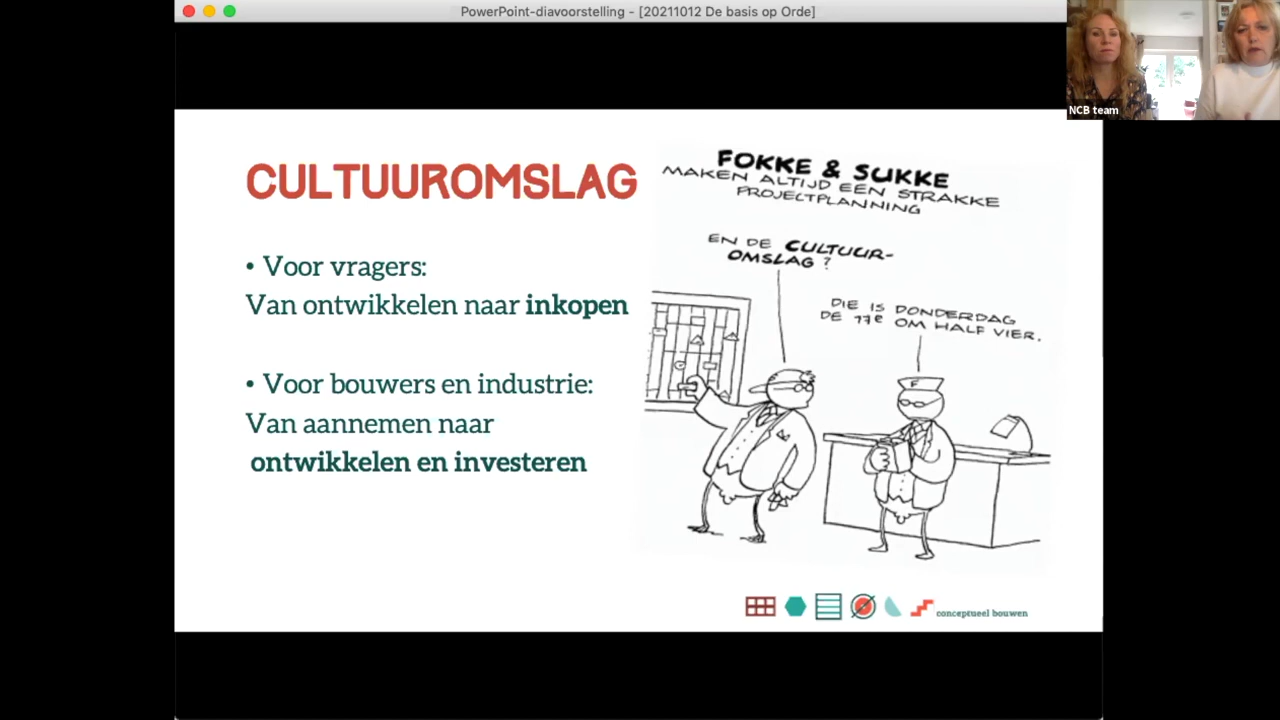 PowerPoint-diavoorstelling - [20211012 De basis op Orde]
NCB team
CULTUUROMSLAG
• Voor vragers:
Van ontwikkelen naar inkopen
• Voor bouwers en industrie:
Van aannemen naar
ontwikkelen en investeren
FOKKE & SUKKE
MAKEN ALTIJD EEN STRAKKE
PROJECTPLANNING
EN DE CULTUUR-
OMSLAG?
DIE IS DONDERDAG
DE 17e OM HALF VIER.
F
conceptueel bouwen